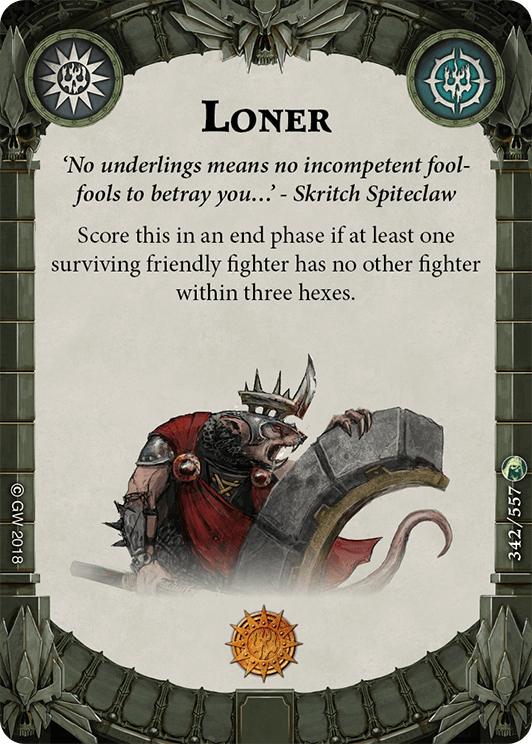 LONER
‘No underlings means no incompetent fool-
fools to betray you…’ - Skritch Spiteclaw
Score this in an end phase if at least one
surviving friendly fighter has no other fighter
within three hexes.
©GW 2018
342/557